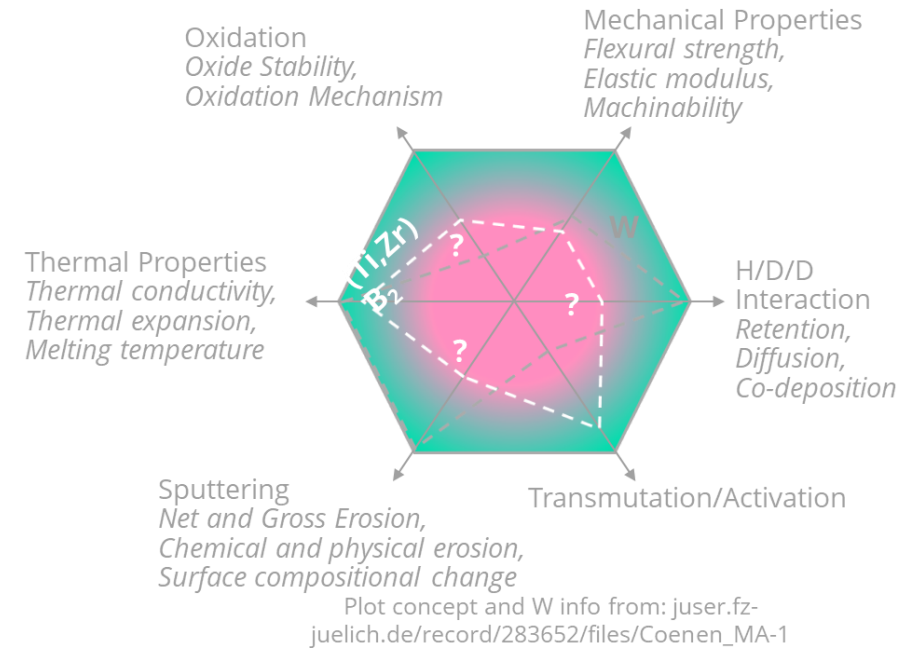 Oxidation
Oxide Stability,
Oxidation Mechanism
Mechanical Properties
Flexural strength,
Elastic modulus,
Machinability
W
(Ti,Zr)
B2
?
?
?
Thermal Properties
Thermal conductivity,
Thermal expansion,
Melting temperature
H/D/D
Interaction
Retention,
Diffusion,
Co-deposition
Sputtering
Net and Gross Erosion,
Chemical and physical erosion,
Surface compositional change
Transmutation/Activation
Plot concept and W info from: juser.fz-
juelich.de/record/283652/files/Coenen_MA-1